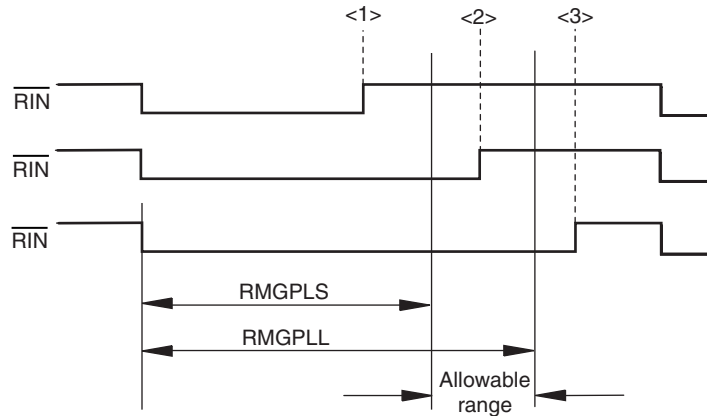 <1> <2> <3>
RIN
RIN
RIN
RMGPLS
RMGPLL
Allowable
range